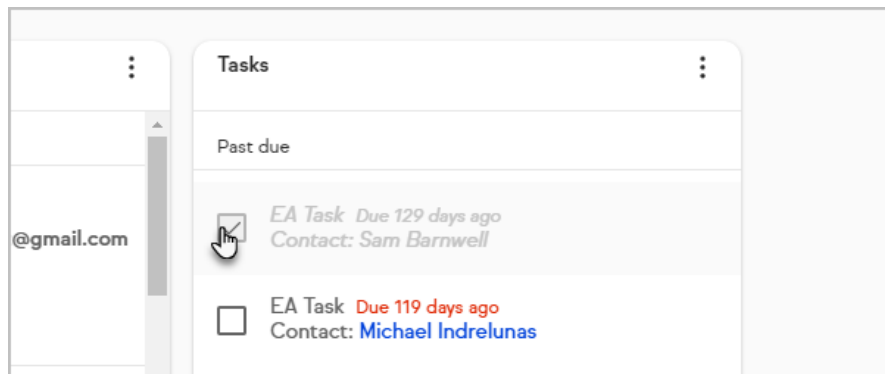 Tasks
Past due
@gmail.com
EA Task Due 129 days ago
Contact: Sam Barnwell
EA Task Due 119 days ago
Contact: Michael Indrelunas